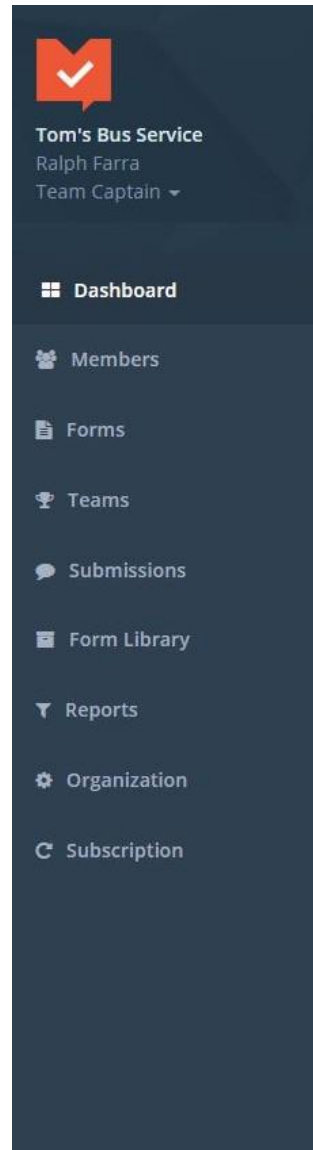 Tom's Bus Service
Ralph Farra
Team Captain
Dashboard
Members
Forms
Teams
Submissions
Form Library
Reports
Organization
Subscription